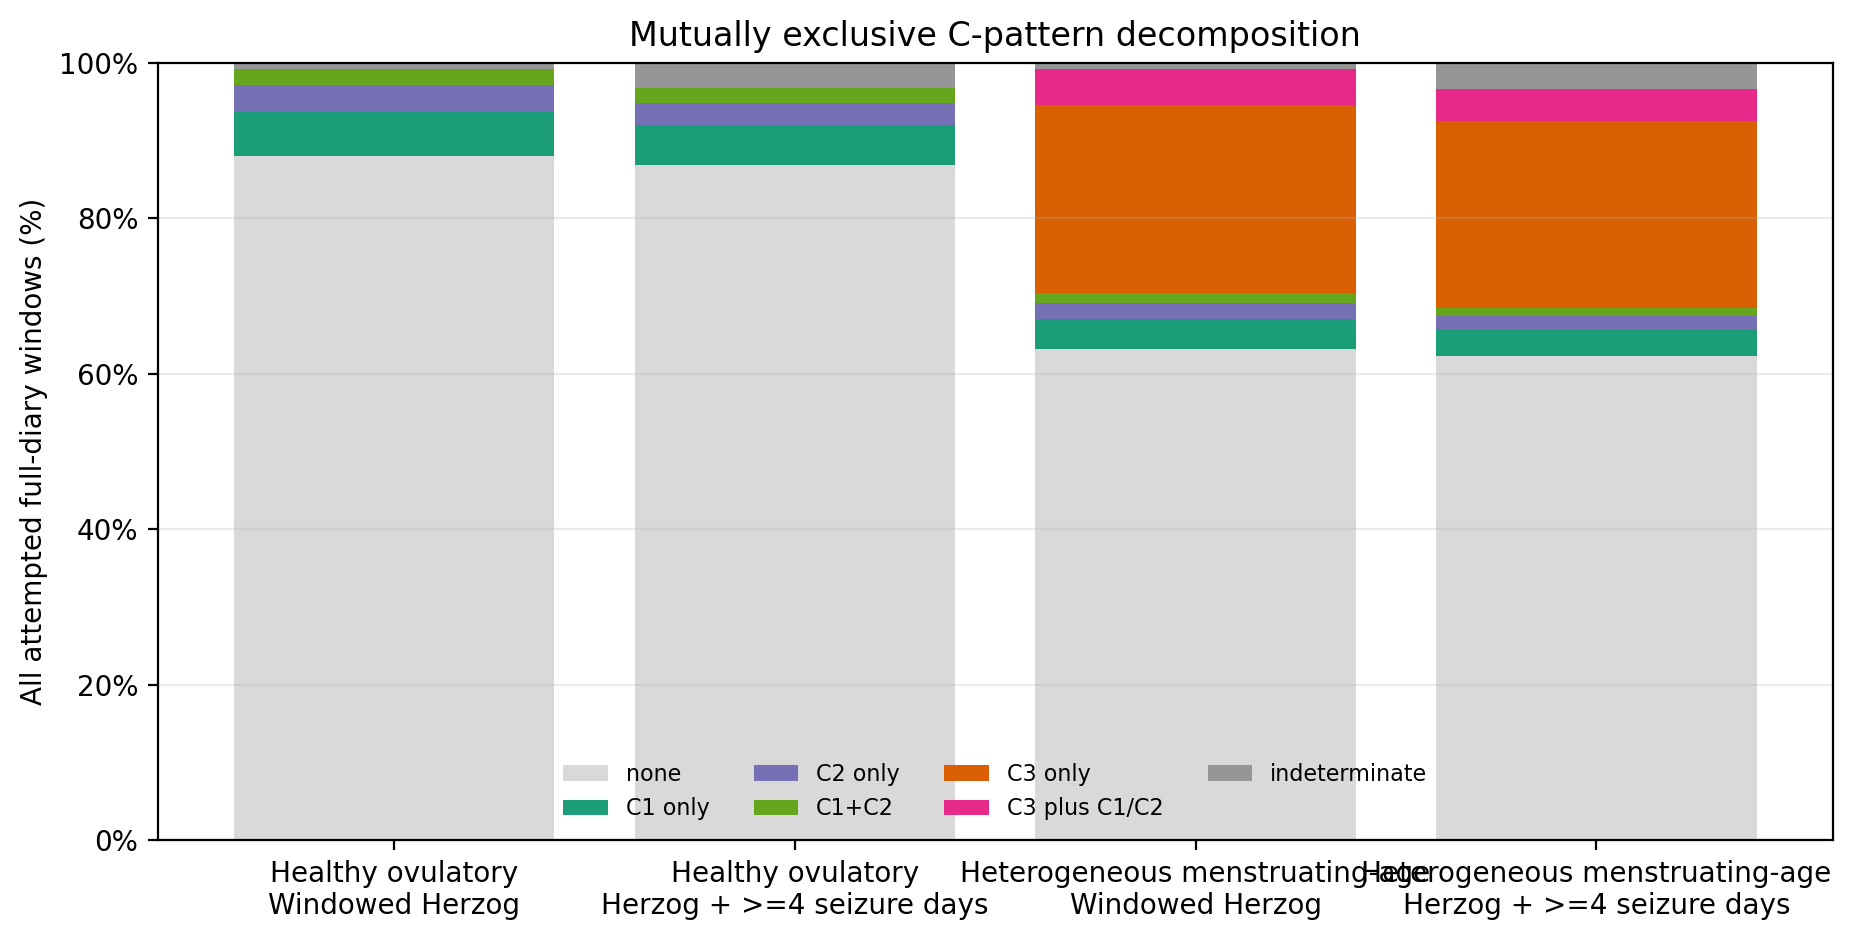 Mutually exclusive C-pattern decomposition
All attempted full-diary windows (%)
100%
80%
60%
40%
20%
0%
none
C1 only
C2 only
C1+C2
C3 only
C3 plus C1/C2
indeterminate
Healthy ovulatory
Windowed Herzog
Healthy ovulatory
Herzog + >=4 seizure days
Heterogeneous menstruating-age
Windowed Herzog
Heterogeneous menstruating-age
Herzog + >=4 seizure days